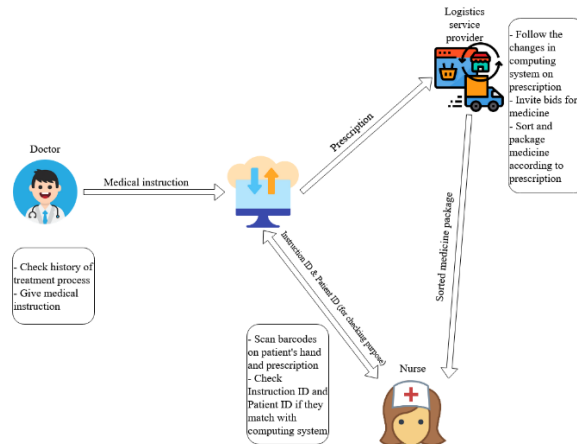 Logistics
service
provider
- Follow the
changes in
computing
system on
prescription
- Invite bids for
medicine
- Sort and
package
medicine
according to
prescription
Prescription
Doctor
Medical instruction
- Check history of
treatment process
- Give medical
instruction
Instruction ID & Patient ID (for checking purpose)
Sorted medicine package
- Scan barcodes
on patient's hand
and prescription
- Check
Instruction ID and
Patient ID if they
match with
computing system
Nurse